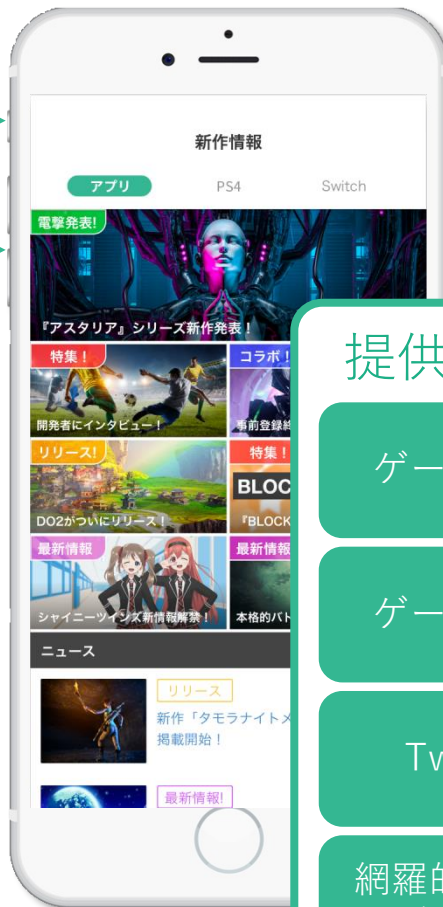 新作情報
アプリ
PS4
Switch
電撃発表!
『アスタリア』シリーズ新作発表！
特集！
開発者にインタビュー！
コラボ！
事前登録
リリース!
DO2がついにリリース！
特集！
BLOC
『BLOCK
最新情報
シャイニーツインズ新情報解禁！
最新情報
本格的バト
ニュース
リリース
新作「タモラナイトメ
掲載開始！
最新情報!
提供
ゲー
ゲー
Tw
網羅的